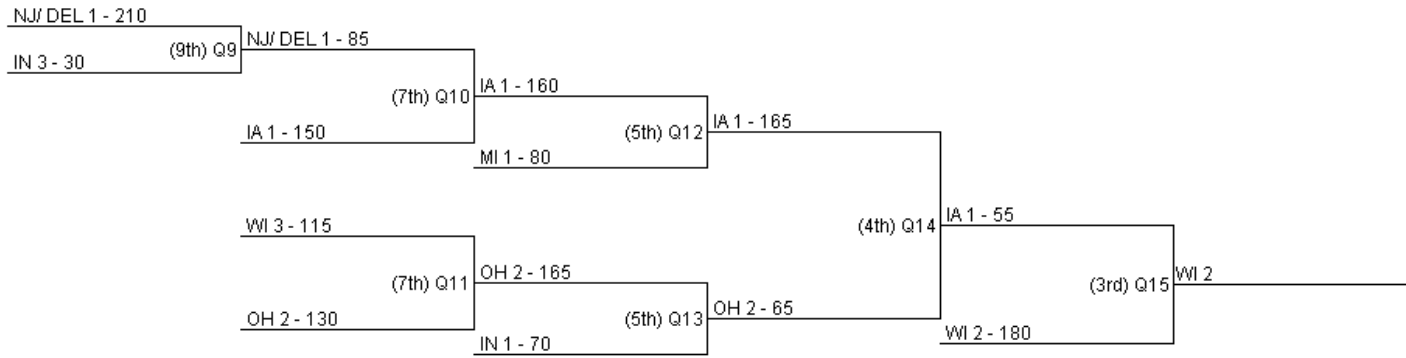 NJ/ DEL 1 - 210
(9th) Q9
IN 3 - 30
NJ/ DEL 1 - 85
(7th) Q10
IA 1 - 150
IA 1 - 160
(5th) Q12
MI 1 - 80
IA 1 - 165
WI 3 - 115
(7th) Q11
OH 2 - 130
OH 2 - 165
(5th) Q13
IN 1 - 70
OH 2 - 65
(4th) Q14
IA 1 - 55
(3rd) Q15
WI 2 - 180
WI 2